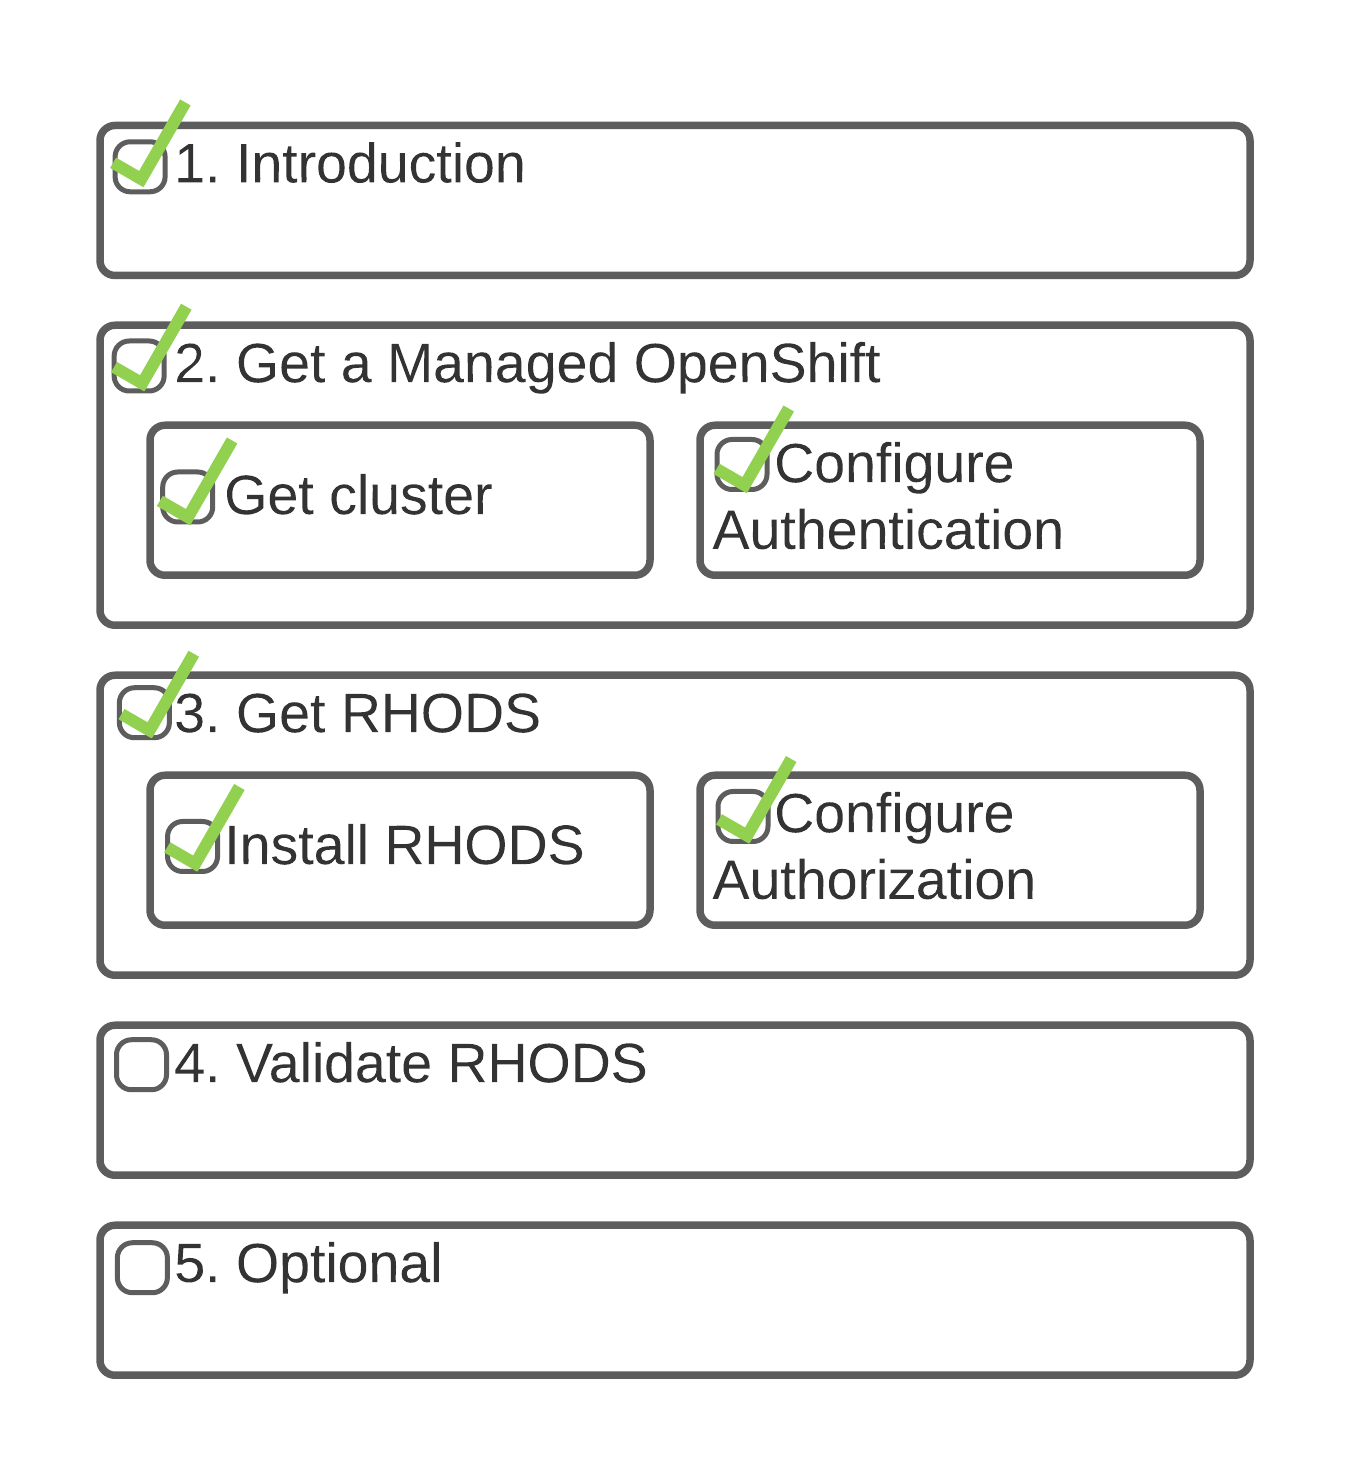 1. Introduction
2. Get a Managed OpenShift
Get cluster
Configure
Authentication
3. Get RHODS
Install RHODS
Configure
Authorization
4. Validate RHODS
5. Optional